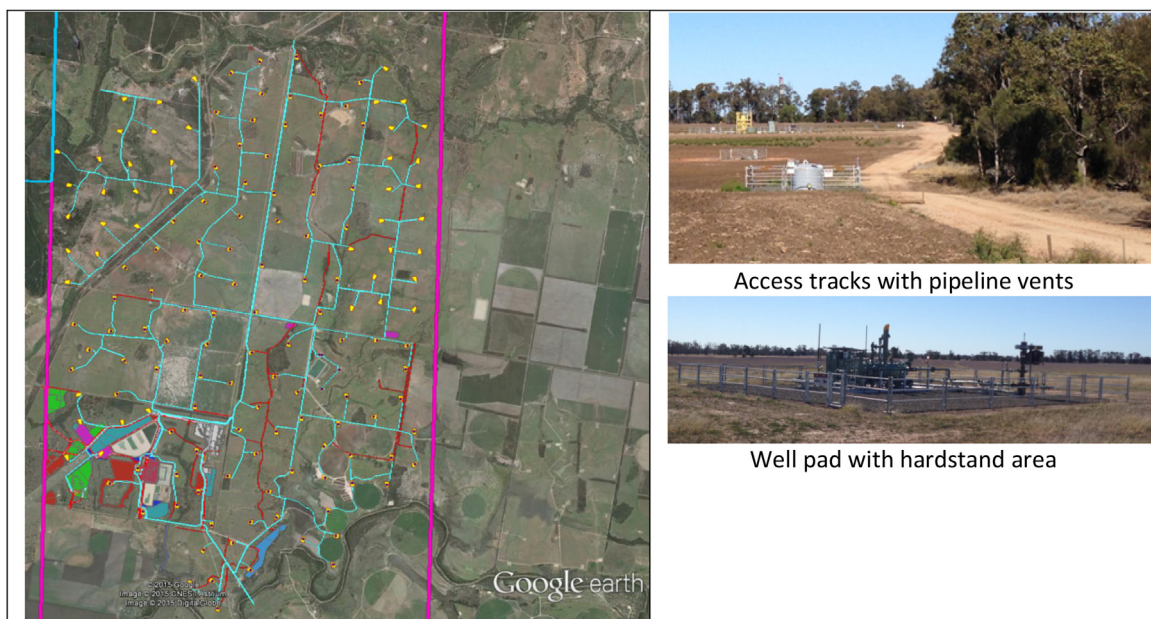 Access tracks with pipeline vents
Well pad with hardstand area
© 2015 Google
Image © 2015 CNES / Astrium
Image © 2015 DigitalGlobe
Google earth